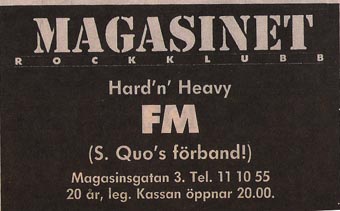 MAGASINET
ROCKKLUBB
Hard'n' Heavy
FM
(S. Quo's förband!)
Magasinsgatan 3. Tel. 11 10 55
20 år, leg. Kassan öppnar 20.00.